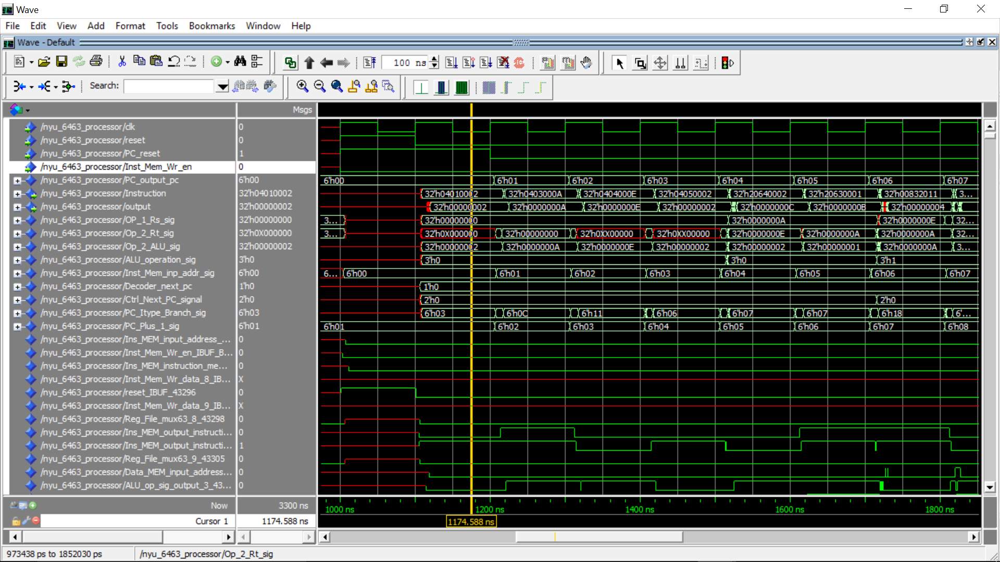 Wave
File Edit View Add Format Tools Bookmarks Window Help
Wave - Default
100 ns
Search:
Msgs
/nyu_6463_processor/clk 0
/nyu_6463_processor/reset 0
/nyu_6463_processor/PC_reset 1
/nyu_6463_processor/Inst_Mem_Wr_en 0
/nyu_6463_processor/PC_output_pc 6'h00 6'h00 6'h01 6'h02 6'h03 6'h04 6'h05 6'h06 6'h07
/nyu_6463_processor/Instruction 32'h04010002 32'h04010002 32'h0403000A 32'h0404000E 32'h04050002 32'h20640002 32'h20630001 32'h00832011 3...
/nyu_6463_processor/output 32'h00000002 32'h00000002 32'h0000000A 32'h0000000E 32'h00000002 32'h0000000C 32'h0000000B 32'h00000004
/nyu_6463_processor/OP_1_Rs_sig 32'h00000000 3... 32'h00000000 32'h0000000A 32'h0000000E 32...
/nyu_6463_processor/Op_2_Rt_sig 32'h0X000000 3... 32'h0X000000 32'h00000000 32'h0XX00000 32'h0XX00000 32'h0000000E 32'h0000000A 32'h0000000A 32...
/nyu_6463_processor/Op_2_ALU_sig 32'h00000002 32'h00000002 32'h0000000A 32'h0000000E 32'h00000002 32'h00000002 32'h00000001 32'h0000000A 3...
/nyu_6463_processor/ALU_operation_sig 3'h0 3'h0 3'h0 3'h1
/nyu_6463_processor/Inst_Mem_inp_addr_sig 6'h00 6... 6'h00 6'h01 6'h02 6'h03 6'h04 6'h05 6'h06 6'h07
/nyu_6463_processor/Decoder_next_pc 1'h0 1'h0
/nyu_6463_processor/Ctrl_Next_PC_signal 2'h0 2'h0 2'h0
/nyu_6463_processor/PC_Itype_Branch_sig 6'h03 6'h03 6'h0C 6'h11 6'h06 6'h07 6'h07 6'h18 6'...
/nyu_6463_processor/PC_Plus_1_sig 6'h01 6'h01 6'h02 6'h03 6'h04 6'h05 6'h06 6'h07 6'h08
/nyu_6463_processor/Ins_MEM_input_address_... 0
/nyu_6463_processor/Inst_Mem_Wr_en_IBUF_B... 0
/nyu_6463_processor/Ins_MEM_instruction_me... 0
/nyu_6463_processor/Inst_Mem_Wr_data_8_IB... X
/nyu_6463_processor/reset_IBUF_43296 0
/nyu_6463_processor/Inst_Mem_Wr_data_9_IB... X
/nyu_6463_processor/Reg_File_mux63_8_43298 0
/nyu_6463_processor/Ins_MEM_output_instructi... 0
/nyu_6463_processor/Ins_MEM_output_instructi... 1
/nyu_6463_processor/Reg_File_mux63_9_43305 0
/nyu_6463_processor/Data_MEM_input_address... 0
/nyu_6463_processor/ALU_op_sig_output_3_43... 0
Now 3300 ns 1000 ns 1200 ns 1400 ns 1600 ns 1800 ns
Cursor 1 1174.588 ns 1174.588 ns
973438 ps to 1852030 ps /nyu_6463_processor/Op_2_Rt_sig